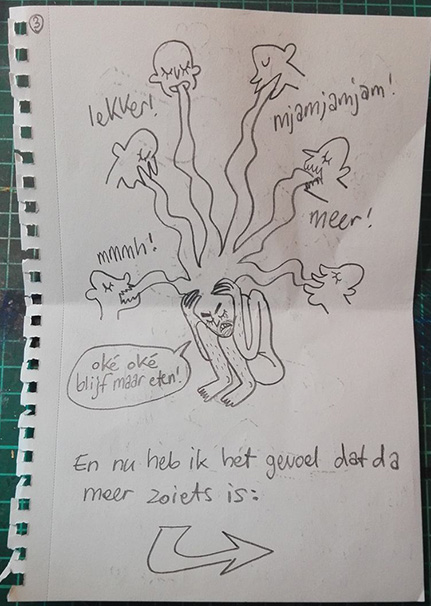 3
lekker!
mjamjamjam!
meer!
mmmh!
oké oké
blijf maar eten!
En nu heb ik het gevoel dat da
meer zoiets is: